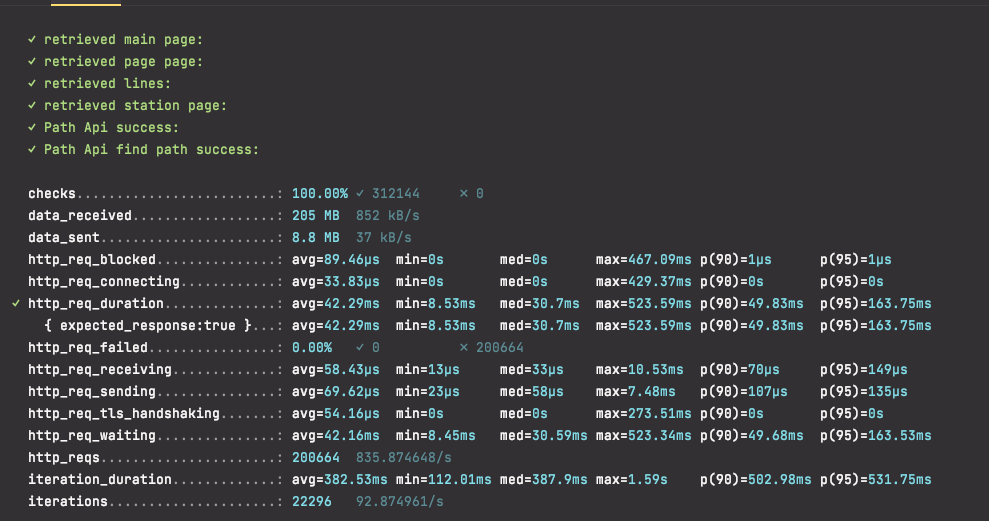 ✓ retrieved main page:
✓ retrieved page page:
✓ retrieved lines:
✓ retrieved station page:
✓ Path Api success:
✓ Path Api find path success:
checks.........................: 100.00% ✓ 312144 ✗ 0
data_received..................: 205 MB 852 kB/s
data_sent......................: 8.8 MB 37 kB/s
http_req_blocked...............: avg=89.46µs min=0s med=0s max=467.09ms p(90)=1µs p(95)=1µs
http_req_connecting............: avg=33.83µs min=0s med=0s max=429.37ms p(90)=0s p(95)=0s
✓ http_req_duration..............: avg=42.29ms min=8.53ms med=30.7ms max=523.59ms p(90)=49.83ms p(95)=163.75ms
{ expected_response:true }...: avg=42.29ms min=8.53ms med=30.7ms max=523.59ms p(90)=49.83ms p(95)=163.75ms
http_req_failed................: 0.00% ✓ 0 ✗ 200664
http_req_receiving.............: avg=58.43µs min=13µs med=33µs max=10.53ms p(90)=70µs p(95)=149µs
http_req_sending...............: avg=69.62µs min=23µs med=58µs max=7.48ms p(90)=107µs p(95)=135µs
http_req_tls_handshaking.......: avg=54.16µs min=0s med=0s max=273.51ms p(90)=0s p(95)=0s
http_req_waiting...............: avg=42.16ms min=8.45ms med=30.59ms max=523.34ms p(90)=49.68ms p(95)=163.53ms
http_reqs......................: 200664 835.874648/s
iteration_duration.............: avg=382.53ms min=112.01ms med=387.9ms max=1.59s p(90)=502.98ms p(95)=531.75ms
iterations.....................: 22296 92.874961/s